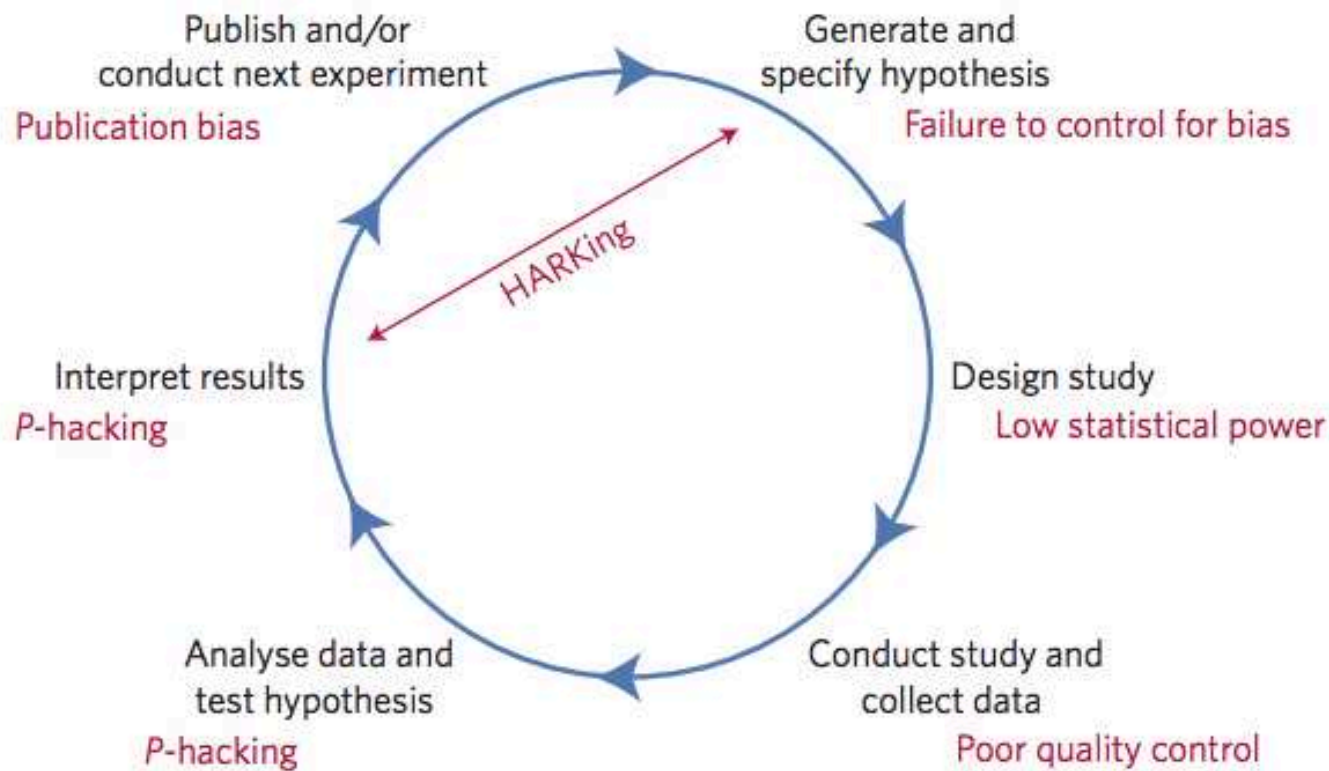 Publish and/or
conduct next experiment
Publication bias
Generate and
specify hypothesis
Failure to control for bias
HARKing
Interpret results
P-hacking
Design study
Low statistical power
Analyse data and
test hypothesis
P-hacking
Conduct study and
collect data
Poor quality control